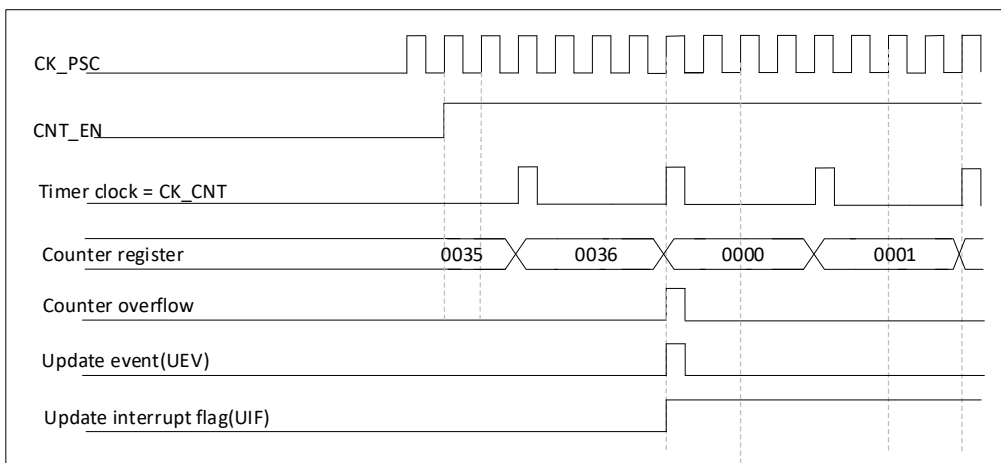 CK_PSC
CNT_EN
Timer clock = CK_CNT
Counter register 0035 0036 0000 0001
Counter overflow
Update event(UEV)
Update interrupt flag(UIF)